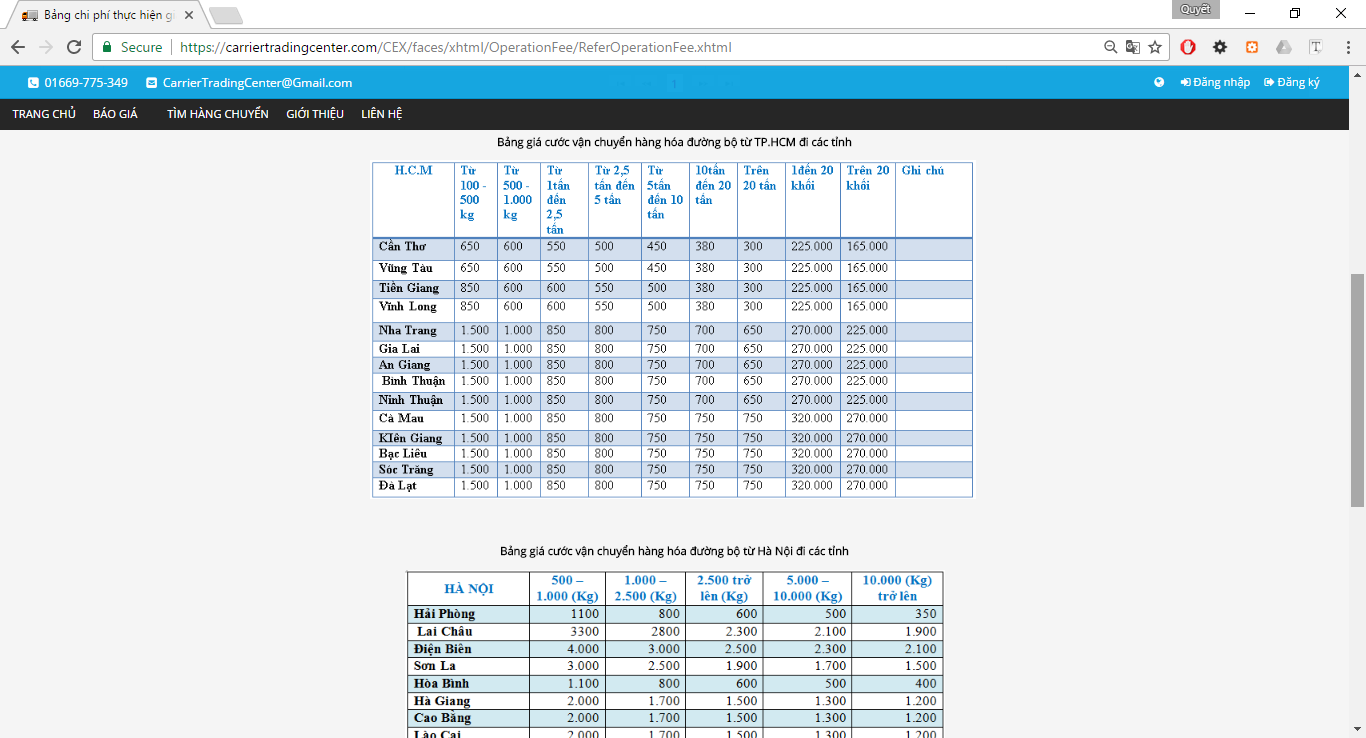 Quyết
Bảng chi phí thực hiện gi
Secure https://carriertradingcenter.com/CEX/faces/xhtml/OperationFee/ReferOperationFee.xhtml
01669-775-349 CarrierTradingCenter@Gmail.com 1 Đăng nhập Đăng ký
TRANG CHỦ BÁO GIÁ TÌM HÀNG CHUYẾN GIỚI THIỆU LIÊN HỆ
Bảng giá cước vận chuyển hàng hóa đường bộ từ TP.HCM đi các tỉnh
H.C.M Từ Từ Từ Từ 2,5 Từ 10tấn Trên 1đến 20 Trên 20 Ghi chú
100 - 500 - 1tấn tấn đến 5tấn đến 20 20 tấn khối khối
500 1.000 đến 5 tấn đến 10 tấn
kg kg 2,5 tấn
tấn
Cần Thơ 650 600 550 500 450 380 300 225.000 165.000
Vũng Tàu 650 600 550 500 450 380 300 225.000 165.000
Tiền Giang 850 600 600 550 500 380 300 225.000 165.000
Vĩnh Long 850 600 600 550 500 380 300 225.000 165.000
Nha Trang 1.500 1.000 850 800 750 700 650 270.000 225.000
Gia Lai 1.500 1.000 850 800 750 700 650 270.000 225.000
An Giang 1.500 1.000 850 800 750 700 650 270.000 225.000
Bình Thuận 1.500 1.000 850 800 750 700 650 270.000 225.000
Ninh Thuận 1.500 1.000 850 800 750 700 650 270.000 225.000
Cà Mau 1.500 1.000 850 800 750 750 750 320.000 270.000
KIên Giang 1.500 1.000 850 800 750 750 750 320.000 270.000
Bạc Liêu 1.500 1.000 850 800 750 750 750 320.000 270.000
Sóc Trăng 1.500 1.000 850 800 750 750 750 320.000 270.000
Đà Lạt 1.500 1.000 850 800 750 750 750 320.000 270.000
Bảng giá cước vận chuyển hàng hóa đường bộ từ Hà Nội đi các tỉnh
HÀ NỘI 500 – 1.000 – 2.500 trở 5.000 – 10.000 (Kg)
1.000 (Kg) 2.500 (Kg) lên (Kg) 10.000 (Kg) trở lên
Hải Phòng 1100 800 600 500 350
Lai Châu 3300 2800 2.300 2.100 1.900
Điện Biên 4.000 3.000 2.500 2.300 2.100
Sơn La 3.000 2.500 1.900 1.700 1.500
Hòa Bình 1.100 800 600 500 400
Hà Giang 2.000 1.700 1.500 1.300 1.200
Cao Bằng 2.000 1.700 1.500 1.300 1.200
Lào Cai 2.000 1.700 1.500 1.300 1.200